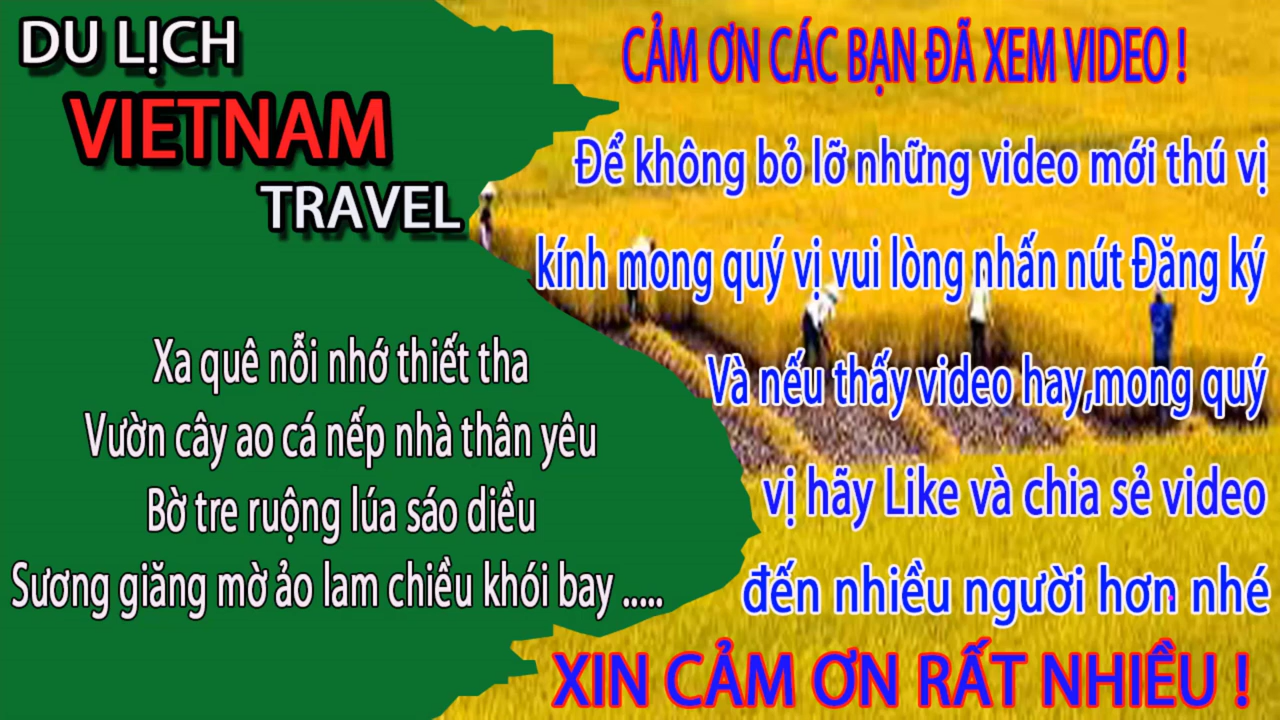 DU LỊCH
VIETNAM
TRAVEL
Xa quê nỗi nhớ thiết tha
Vườn cây ao cá nếp nhà thân yêu
Bờ tre ruộng lúa sáo diều
Sương giăng mờ ảo lam chiều khói bay .....
CẢM ƠN CÁC BẠN ĐÃ XEM VIDEO !
Để không bỏ lỡ những video mới thú vị
kính mong quý vị vui lòng nhấn nút Đăng ký
Và nếu thấy video hay,mong quý
vị hãy Like và chia sẻ video
đến nhiều người hơn nhé
XIN CẢM ƠN RẤT NHIỀU !